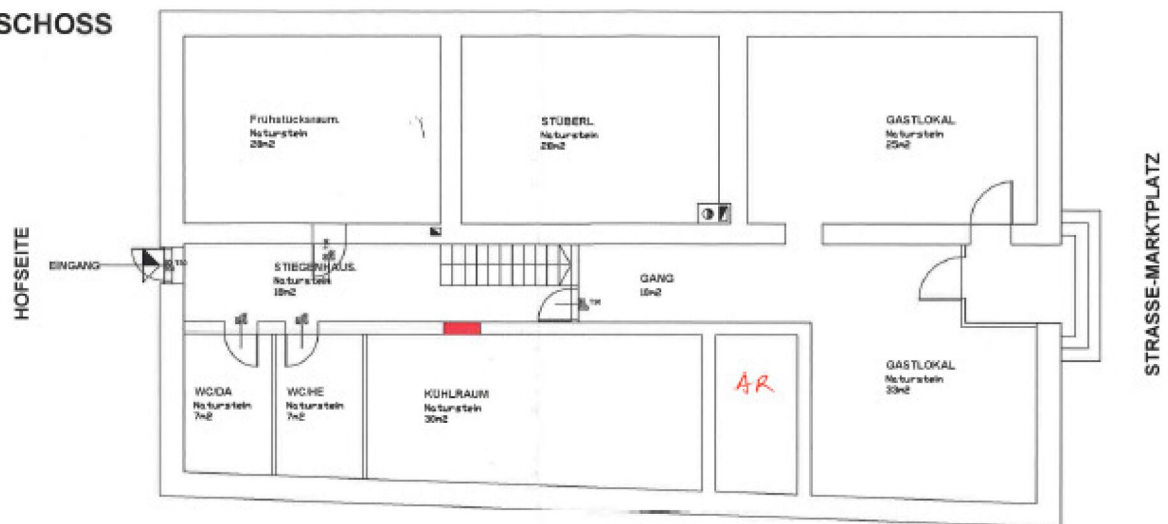 SCHOSS
Frühstücksraum.
Naturstein
28m2
STÜBERL
Naturstein
28m2
GASTLOKAL
Naturstein
25m2
HOFSEITE
EINGANG
STIEGENHAUS.
Naturstein
18m2
GANG
18m2
STRASSE-MARKTPLATZ
WC/DA
Naturstein
7m2
WC/HE
Naturstein
7m2
KÜHLRAUM
Naturstein
30m2
AR
GASTLOKAL
Naturstein
33m2